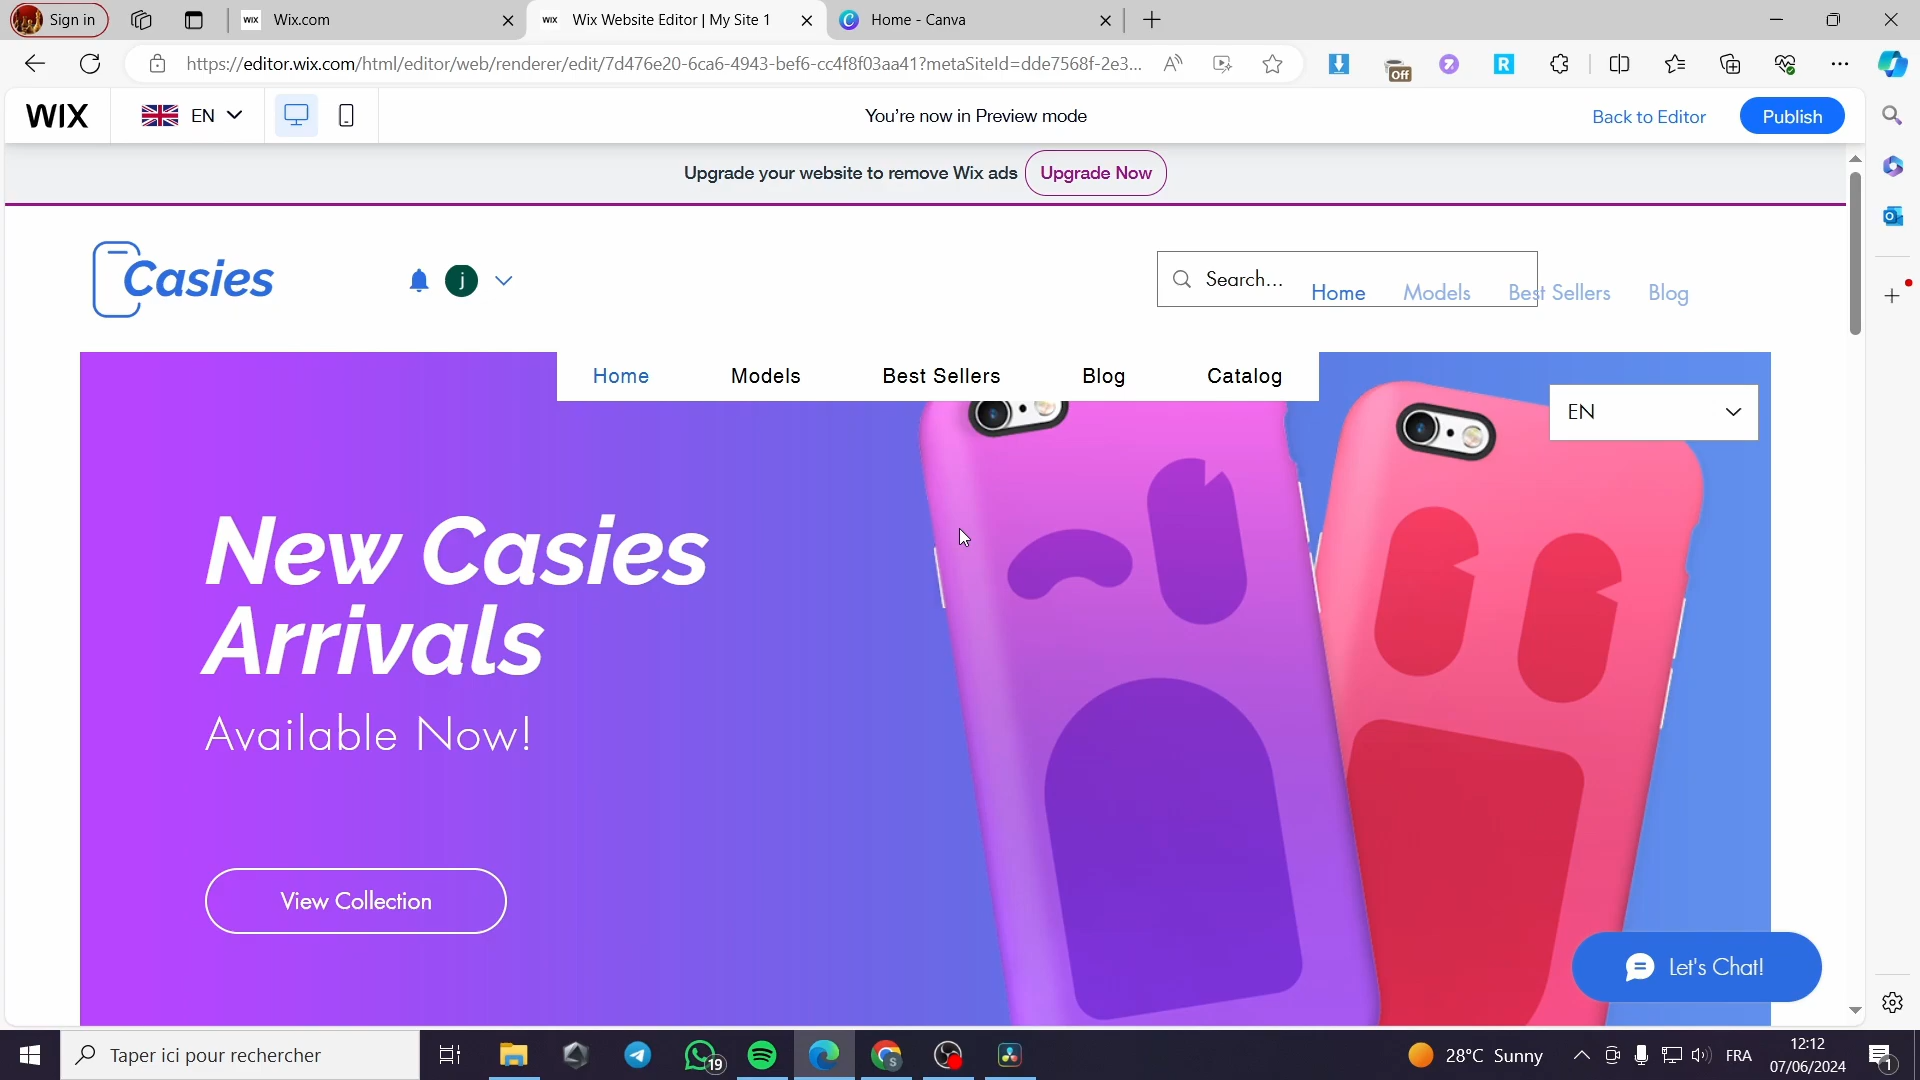 Sign in
WIX Wix.com
WIX Wix Website Editor | My Site 1
Home - Canva
https://editor.wix.com/html/editor/web/renderer/edit/7d476e20-6ca6-4943-bef6-cc4f8f03aa41?metaSiteId=dde7568f-2e3...
Off
WIX
EN
You're now in Preview mode
Back to Editor
Publish
Upgrade your website to remove Wix ads
Upgrade Now
Casies
j
Search...
Home Models Best Sellers Blog
Home Models Best Sellers Blog Catalog
EN
New Casies
Arrivals
Available Now!
View Collection
Let's Chat!
Taper ici pour rechercher
19
S
28°C Sunny
FRA
12:12
07/06/2024
1